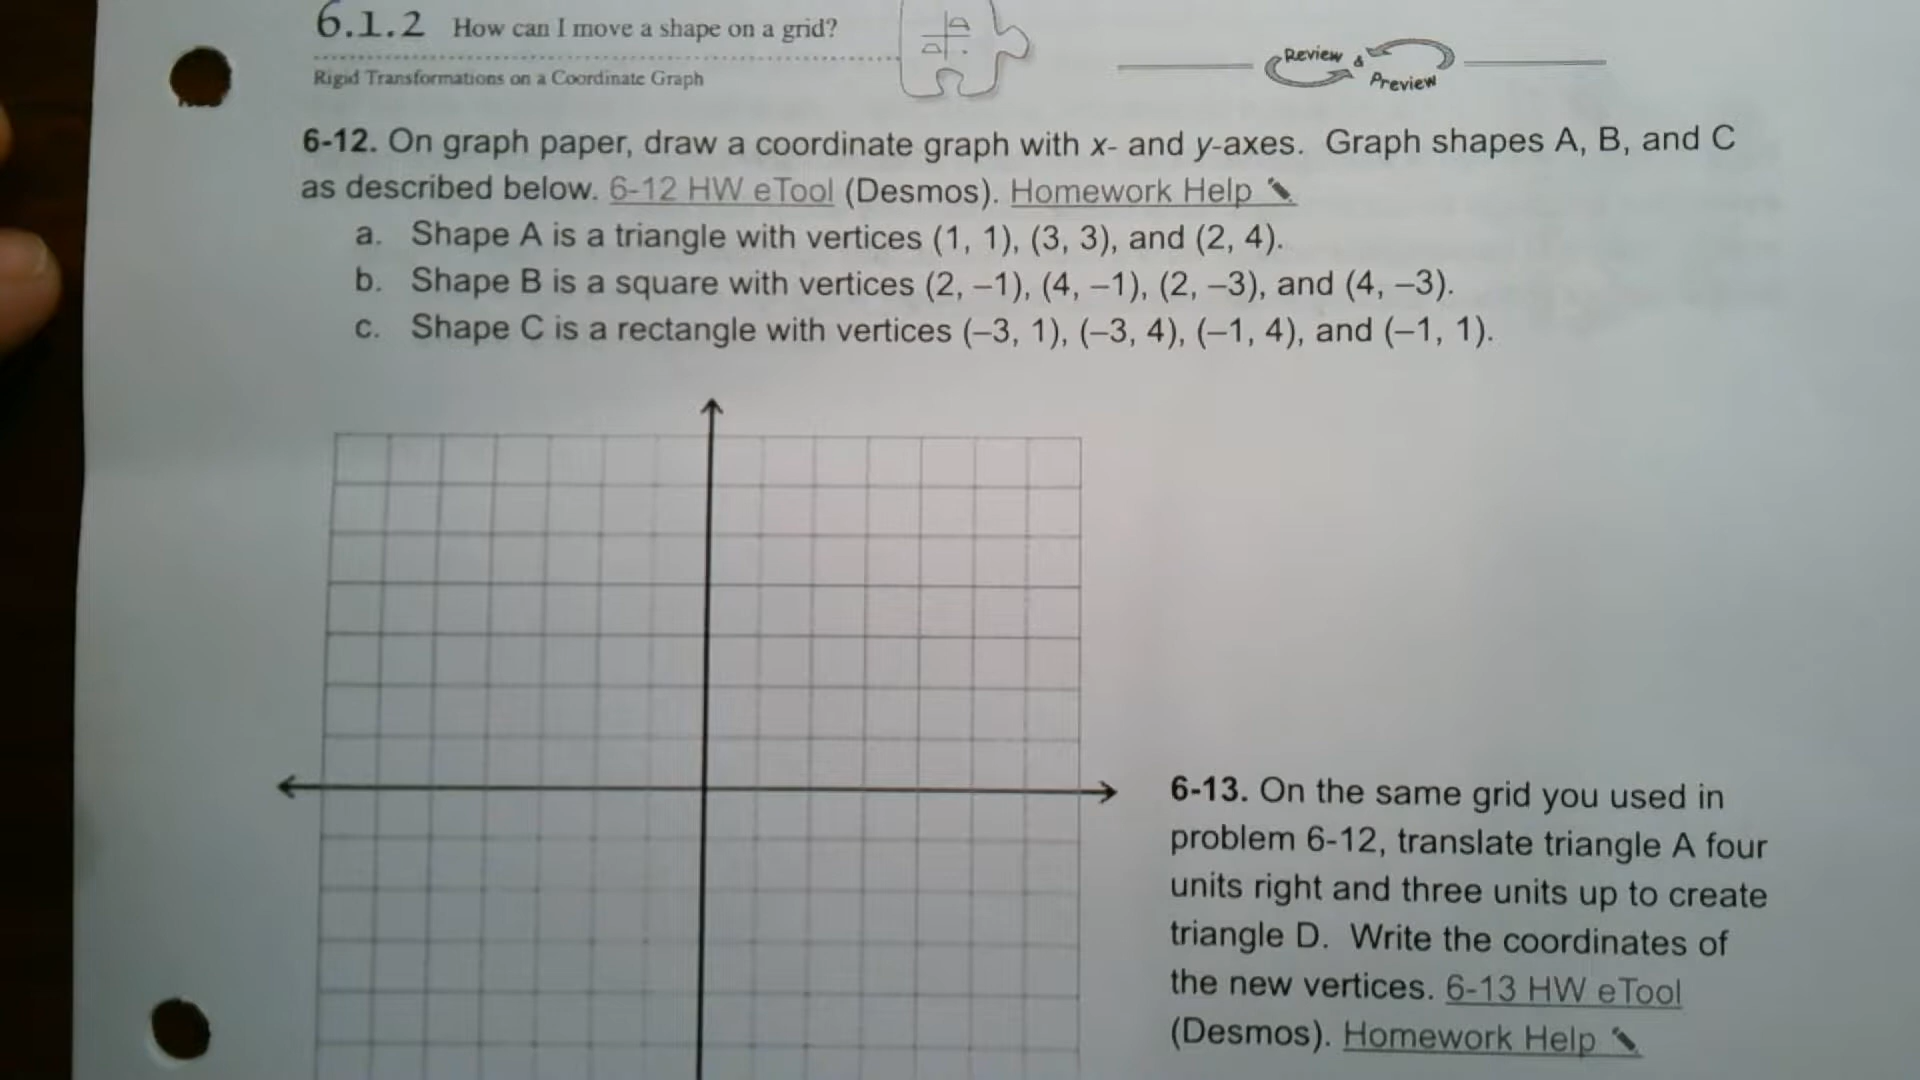 6.1.2 How can I move a shape on a grid?
Rigid Transformations on a Coordinate Graph
Review &
Preview
6-12. On graph paper, draw a coordinate graph with x- and y-axes. Graph shapes A, B, and C
as described below. 6-12 HW eTool (Desmos). Homework Help ✎
a. Shape A is a triangle with vertices (1, 1), (3, 3), and (2, 4).
b. Shape B is a square with vertices (2, –1), (4, –1), (2, –3), and (4, –3).
c. Shape C is a rectangle with vertices (–3, 1), (–3, 4), (–1, 4), and (–1, 1).
6-13. On the same grid you used in
problem 6-12, translate triangle A four
units right and three units up to create
triangle D. Write the coordinates of
the new vertices. 6-13 HW eTool
(Desmos). Homework Help ✎